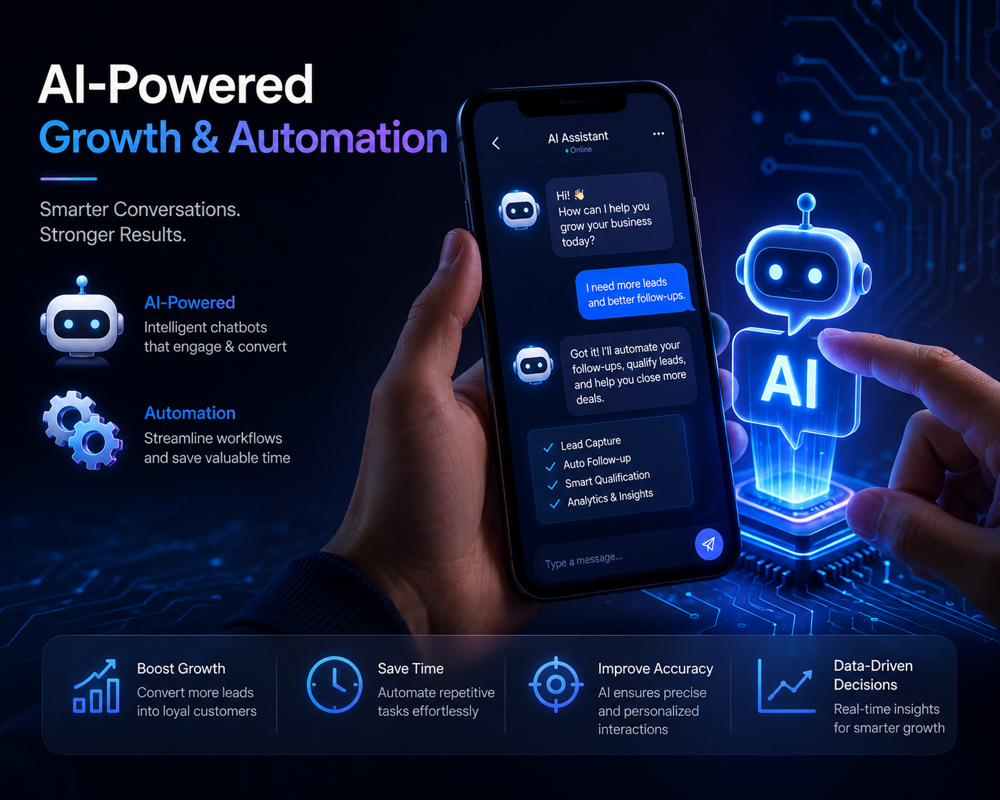 AI-Powered
Growth & Automation
Smarter Conversations.
Stronger Results.
AI-Powered
Intelligent chatbots
that engage & convert
Automation
Streamline workflows
and save valuable time
AI Assistant
Online
Hi! 👋
How can I help you
grow your business
today?
I need more leads
and better follow-ups.
Got it! I'll automate your
follow-ups, qualify leads,
and help you close more
deals.
Lead Capture
Auto Follow-up
Smart Qualification
Analytics & Insights
Type a message...
AI
Boost Growth
Convert more leads
into loyal customers
Save Time
Automate repetitive
tasks effortlessly
Improve Accuracy
AI ensures precise
and personalized
interactions
Data-Driven
Decisions
Real-time insights
for smarter growth